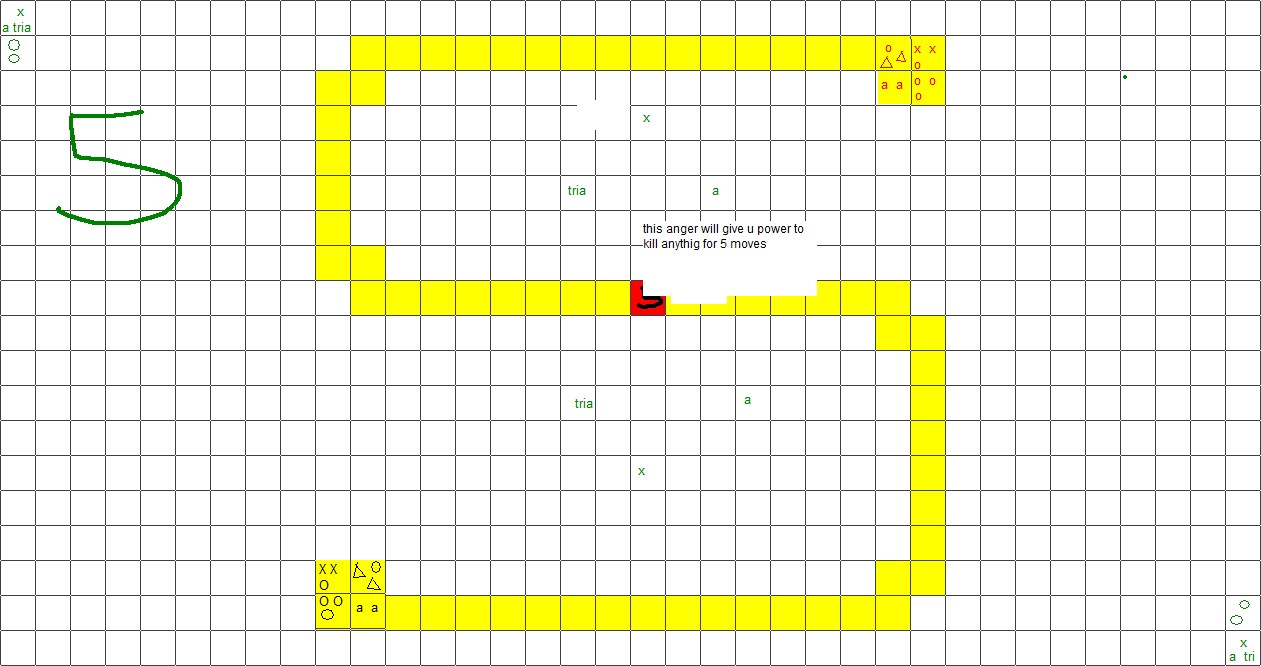 x
a tria
o
o
o
x x
o
a a
o o
o
5
x
tria
a
this anger will give u power to
kill anythig for 5 moves
tria
a
x
X X
O
O
O O
O
a a
o
o
x
a tri